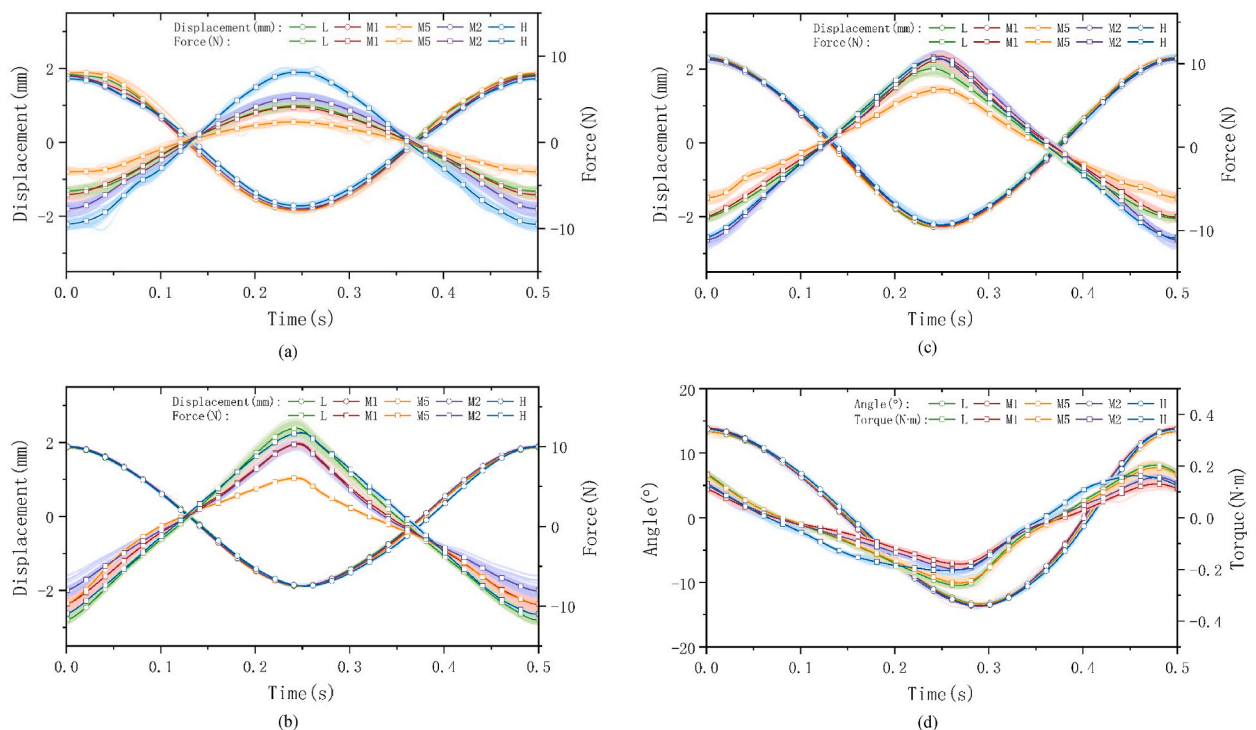 Displacement(mm): L M1 M5 M2 H
Force(N): L M1 M5 M2 H
Displacement(mm)
2
0
-2
Force(N)
10
0
-10
0.0 0.1 0.2 0.3 0.4 0.5
Time(s)
(a)
Displacement(mm): L M1 M5 M2 H
Force(N): L M1 M5 M2 H
Displacement(mm)
2
0
-2
Force(N)
10
0
-10
0.0 0.1 0.2 0.3 0.4 0.5
Time(s)
(c)
Displacement(mm): L M1 M5 M2 H
Force(N): L M1 M5 M2 H
Displacement(mm)
2
0
-2
Force(N)
10
0
-10
0.0 0.1 0.2 0.3 0.4 0.5
Time(s)
(b)
Angle(°): L M1 M5 M2 H
Torque(N·m): L M1 M5 M2 H
Angle(°)
20
10
0
-10
-20
Torque(N·m)
0.4
0.2
0.0
-0.2
-0.4
0.0 0.1 0.2 0.3 0.4 0.5
Time(s)
(d)